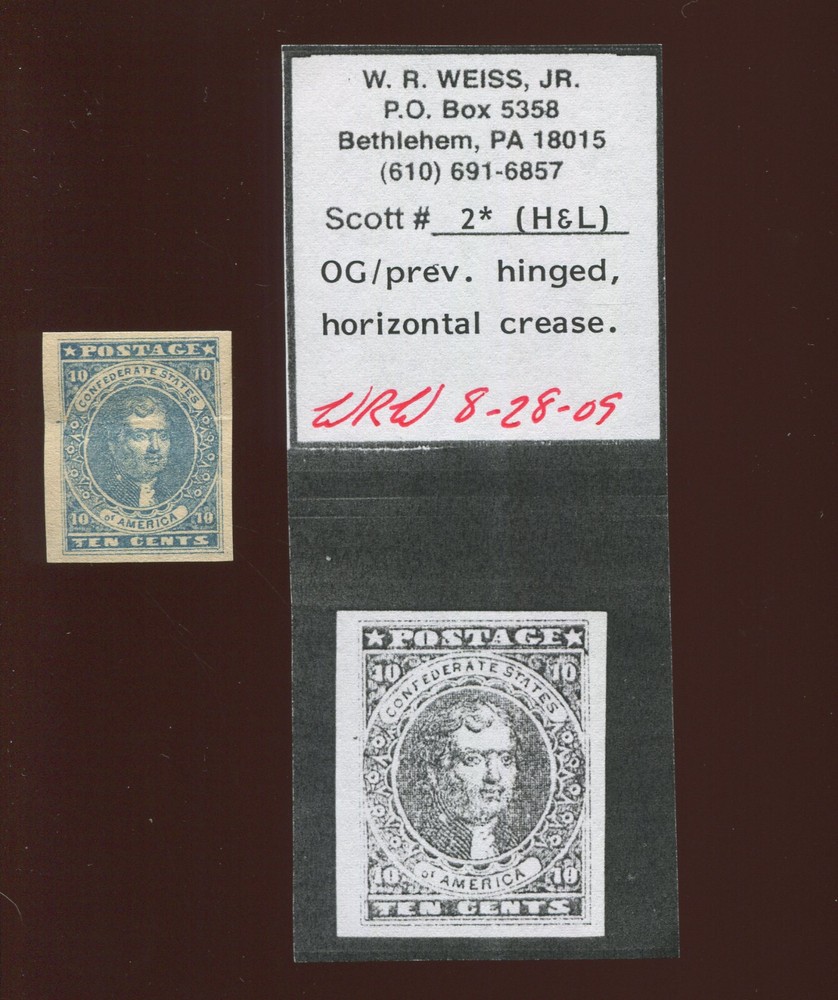 W. R. WEISS, JR.
P.O. Box 5358
Bethlehem, PA 18015
(610) 691-6857
Scott # 2* (H&L)
OG/prev. hinged,
horizontal crease.
WRW 8-28-09
★POSTAGE★
10 10
CONFEDERATE STATES
of AMERICA
10 10
TEN CENTS
★POSTAGE★
10 10
CONFEDERATE STATES
of AMERICA
10 10
TEN CENTS